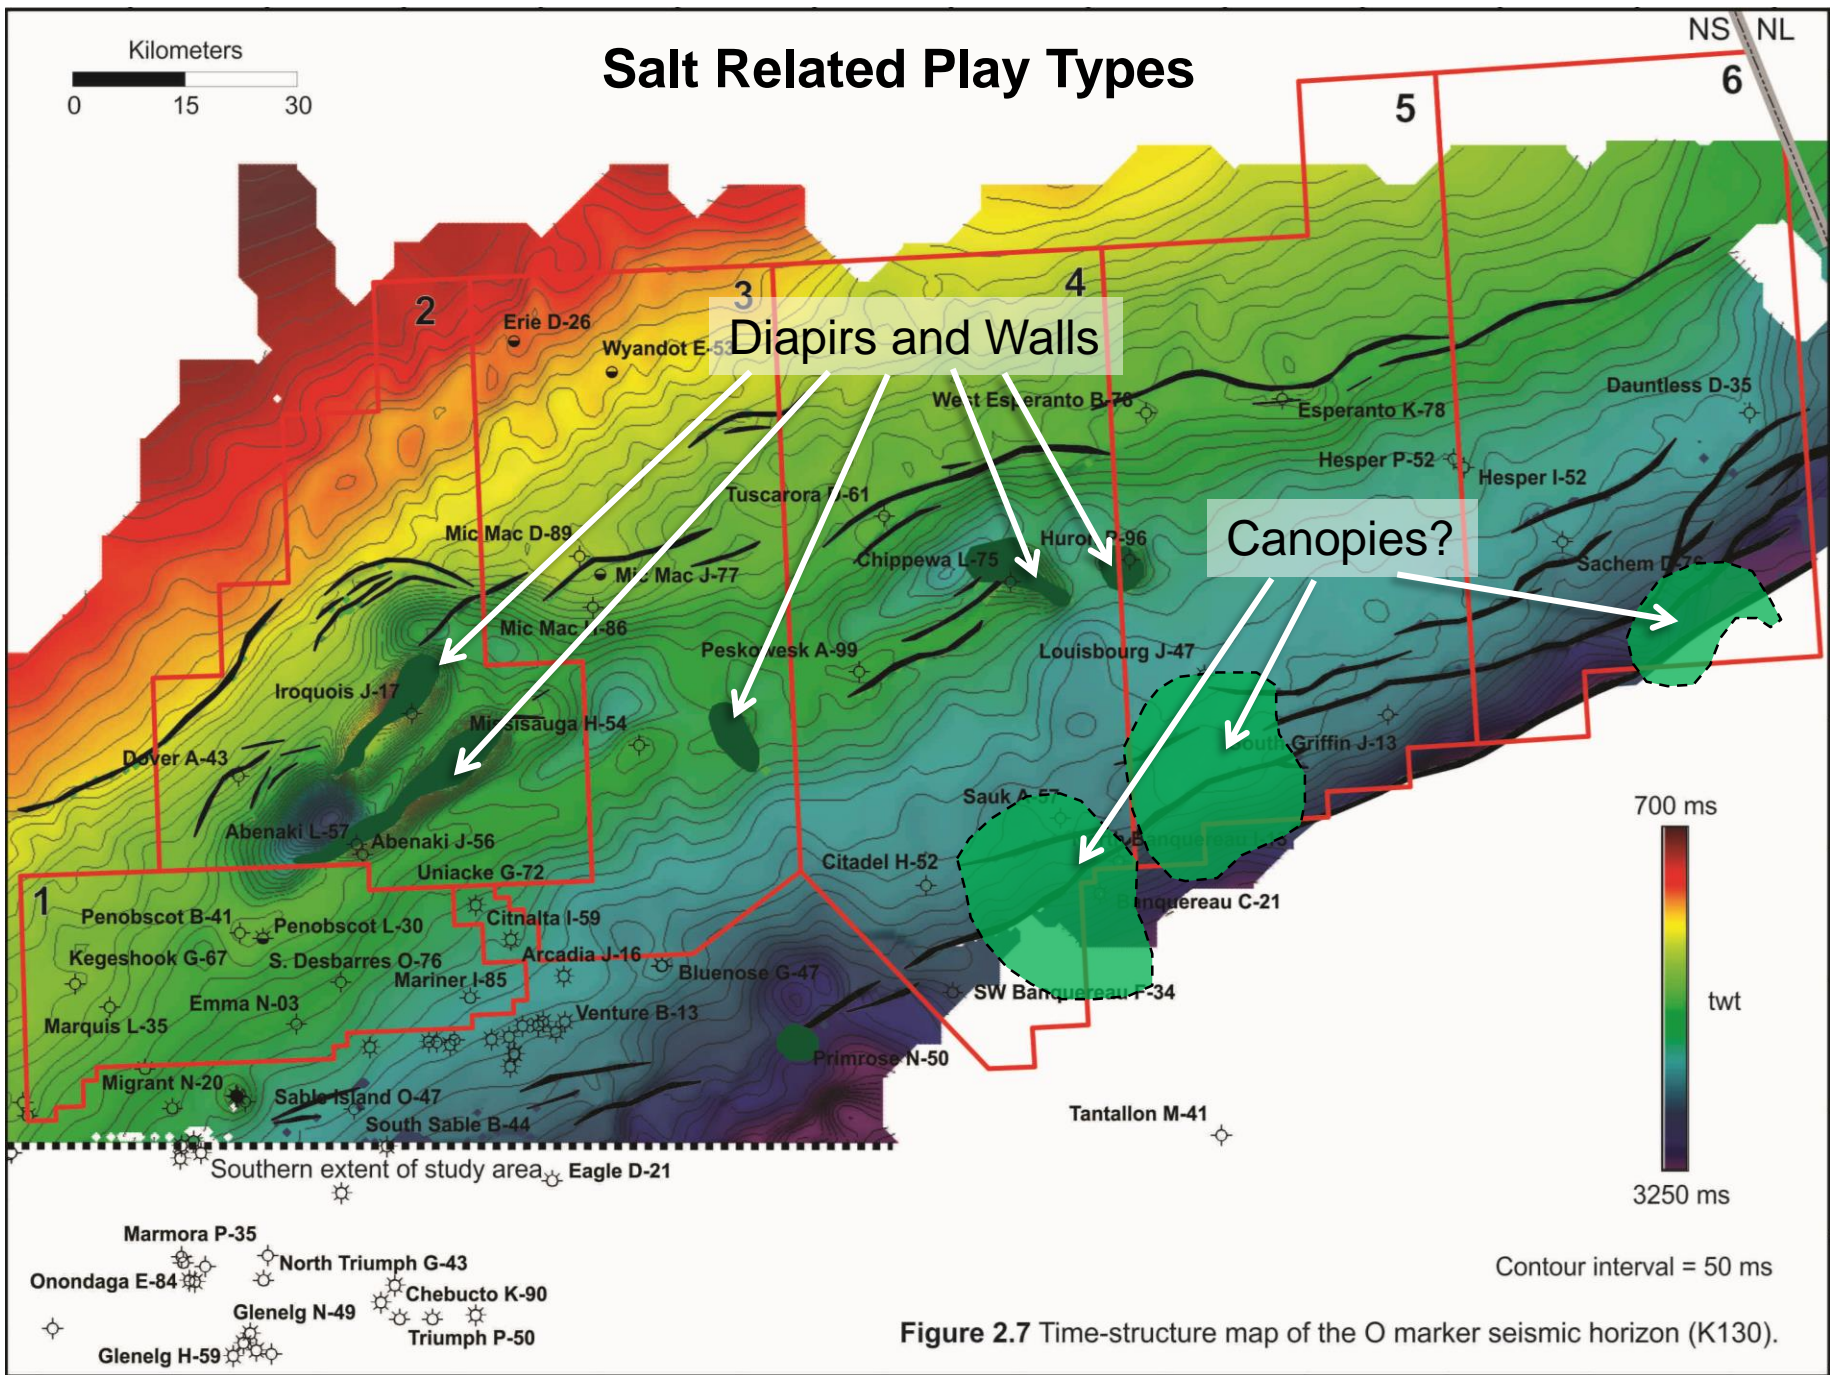 Salt Related Play Types
NS NL
Kilometers
0 15 30
6
5
4
3
2
Erie D-26
Wyandot E-53
Diapirs and Walls
West Esperanto B-78
Esperanto K-78
Dauntless D-35
Hesper P-52
Hesper I-52
Tuscarora D-61
Mic Mac D-89
Huron P-96
Canopies?
Chippewa L-75
Sachem D-76
Mic Mac J-77
Mic Mac H-86
Peskowesk A-99
Louisbourg J-47
Iroquois J-17
Missisauga H-54
South Griffin J-13
Dover A-43
Sauk A-57
700 ms
Abenaki L-57
Abenaki J-56
Banquereau
Citadel H-52
Uniacke G-72
1
Banquereau C-21
Penobscot B-41
Penobscot L-30
Citnalta I-59
Kegeshook G-67
S. Desbarres O-76
Arcadia J-16
Mariner I-85
Bluenose G-47
SW Banquereau F-34
twt
Emma N-03
Venture B-13
Marquis L-35
Primrose N-50
Migrant N-20
Sable Island O-47
South Sable B-44
Tantallon M-41
Southern extent of study area
Eagle D-21
3250 ms
Marmora P-35
North Triumph G-43
Onondaga E-84
Chebucto K-90
Contour interval = 50 ms
Glenelg N-49
Triumph P-50
Glenelg H-59
Figure 2.7 Time-structure map of the O marker seismic horizon (K130).